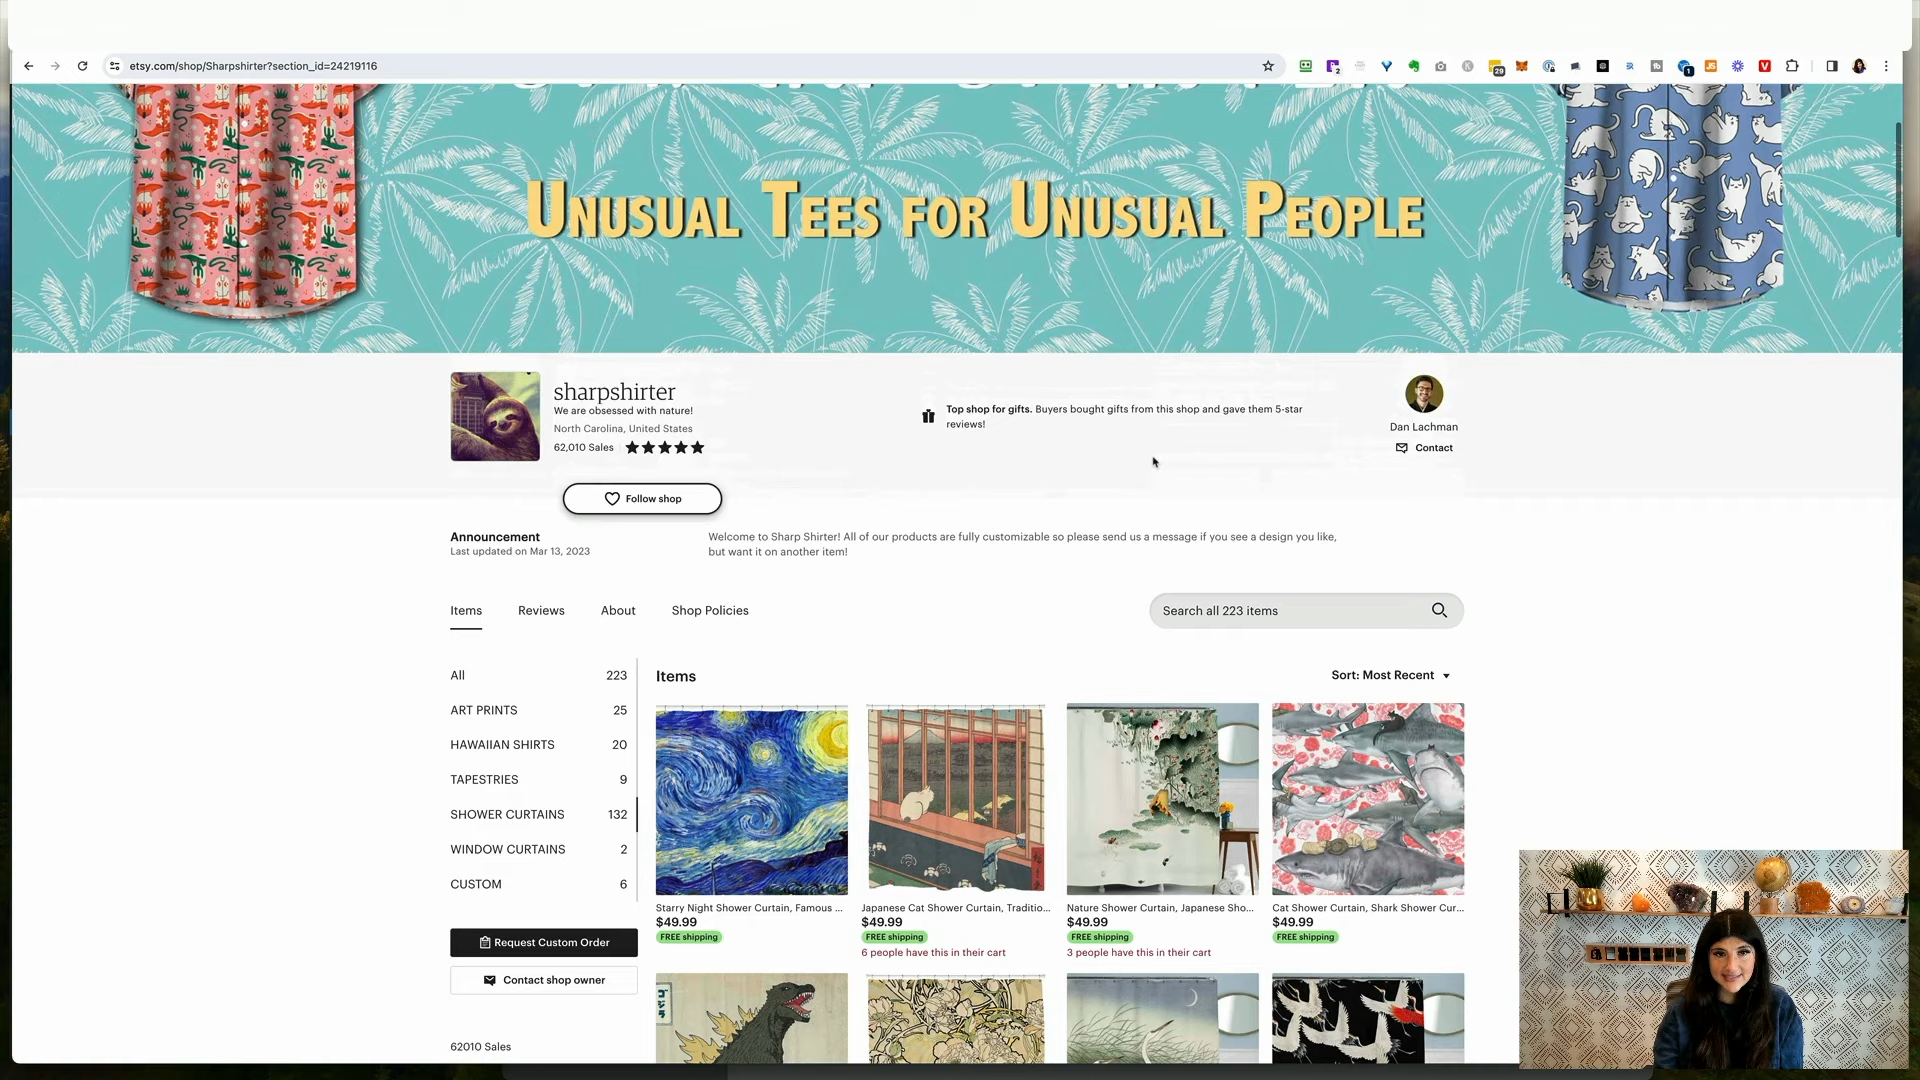 etsy.com/shop/Sharpshirter?section_id=24219116
2
29
1
UNUSUAL TEES FOR UNUSUAL PEOPLE
sharpshirter
We are obsessed with nature!
North Carolina, United States
62,010 Sales
Top shop for gifts. Buyers bought gifts from this shop and gave them 5-star
reviews!
Dan Lachman
Contact
Follow shop
Announcement
Last updated on Mar 13, 2023
Welcome to Sharp Shirter! All of our products are fully customizable so please send us a message if you see a design you like,
but want it on another item!
Items
Reviews
About
Shop Policies
Search all 223 items
All 223
ART PRINTS 25
HAWAIIAN SHIRTS 20
TAPESTRIES 9
SHOWER CURTAINS 132
WINDOW CURTAINS 2
CUSTOM 6
Request Custom Order
Contact shop owner
62010 Sales
Items
Sort: Most Recent
Starry Night Shower Curtain, Famous ...
$49.99
FREE shipping
Japanese Cat Shower Curtain, Traditio...
$49.99
FREE shipping
6 people have this in their cart
Nature Shower Curtain, Japanese Sho...
$49.99
FREE shipping
3 people have this in their cart
Cat Shower Curtain, Shark Shower Cur...
$49.99
FREE shipping
ゴジラ